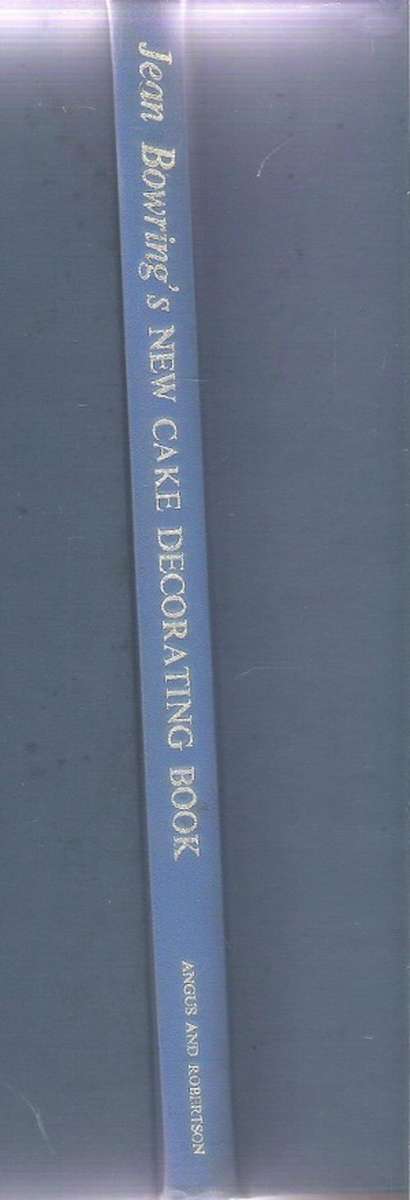 Jean Bowring's NEW CAKE DECORATING BOOK
ANGUS AND ROBERTSON